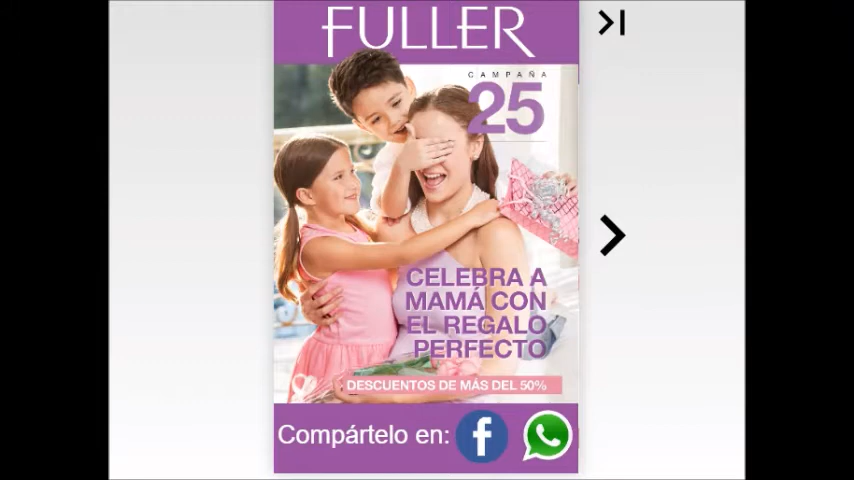 FULLER
CAMPAÑA
25
CELEBRA A
MAMÁ CON
EL REGALO
PERFECTO
DESCUENTOS DE MÁS DEL 50%
Compártelo en: